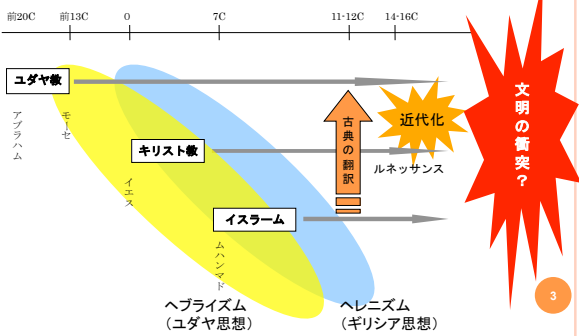 前20C
前13C
0
7C
11-12C
14-16C
ユダヤ教
アブラハム
モーセ
キリスト教
イエス
イスラーム
ムハンマド
古典の翻訳
近代化
ルネッサンス
文明の衝突？
ヘブライズム
（ユダヤ思想）
ヘレニズム
（ギリシア思想）
3